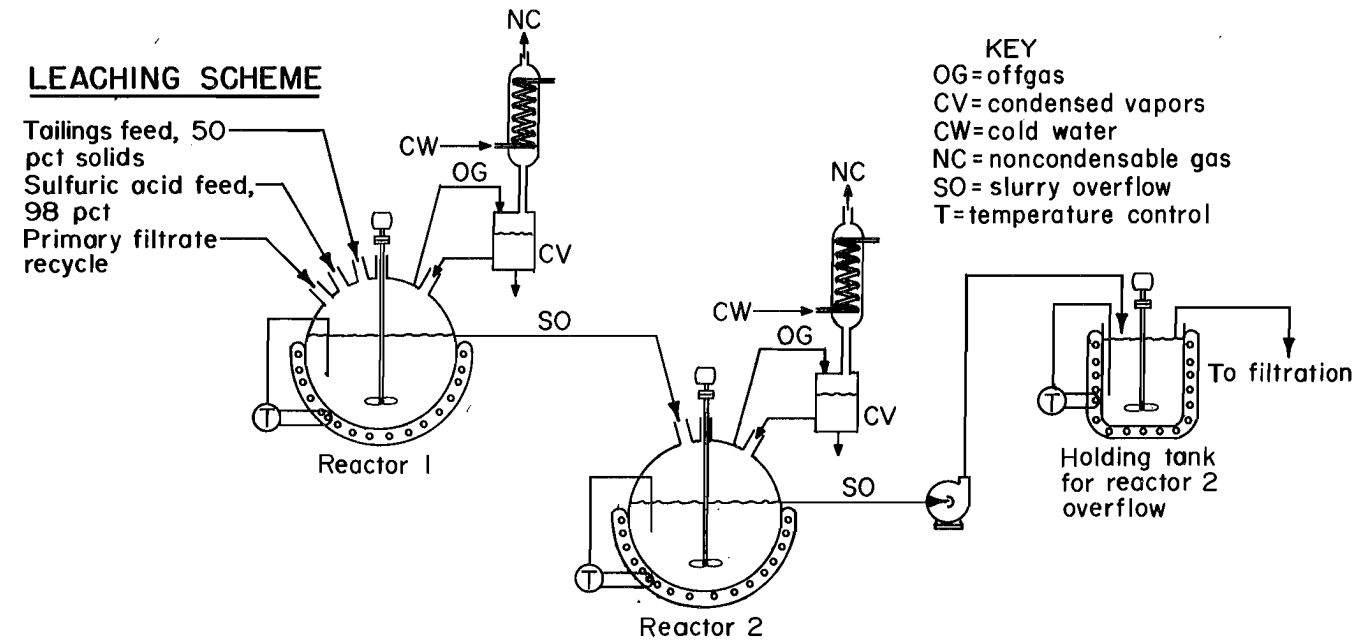 LEACHING SCHEME
Tailings feed, 50
pct solids
Sulfuric acid feed,
98 pct
Primary filtrate
recycle
NC
CW
OG
CV
SO
T
Reactor 1
NC
CW
OG
CV
SO
T
Reactor 2
KEY
OG = offgas
CV = condensed vapors
CW = cold water
NC = noncondensable gas
SO = slurry overflow
T = temperature control
T
To filtration
Holding tank
for reactor 2
overflow